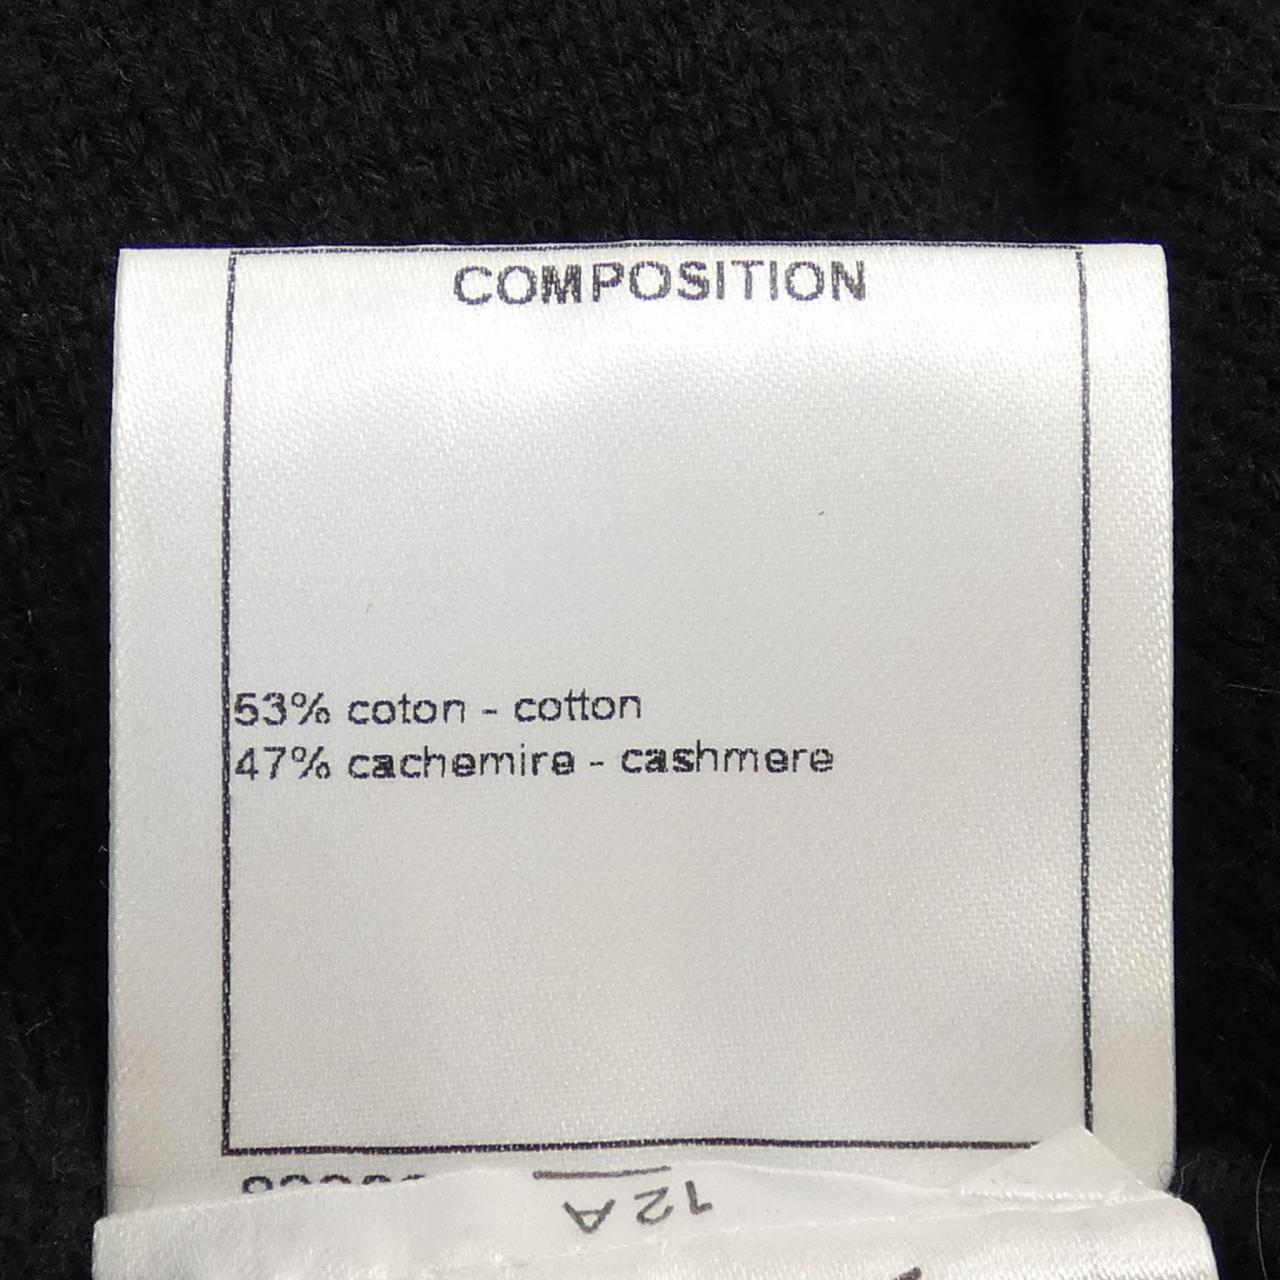 COMPOSITION
53% coton - cotton
47% cachemire - cashmere
12A